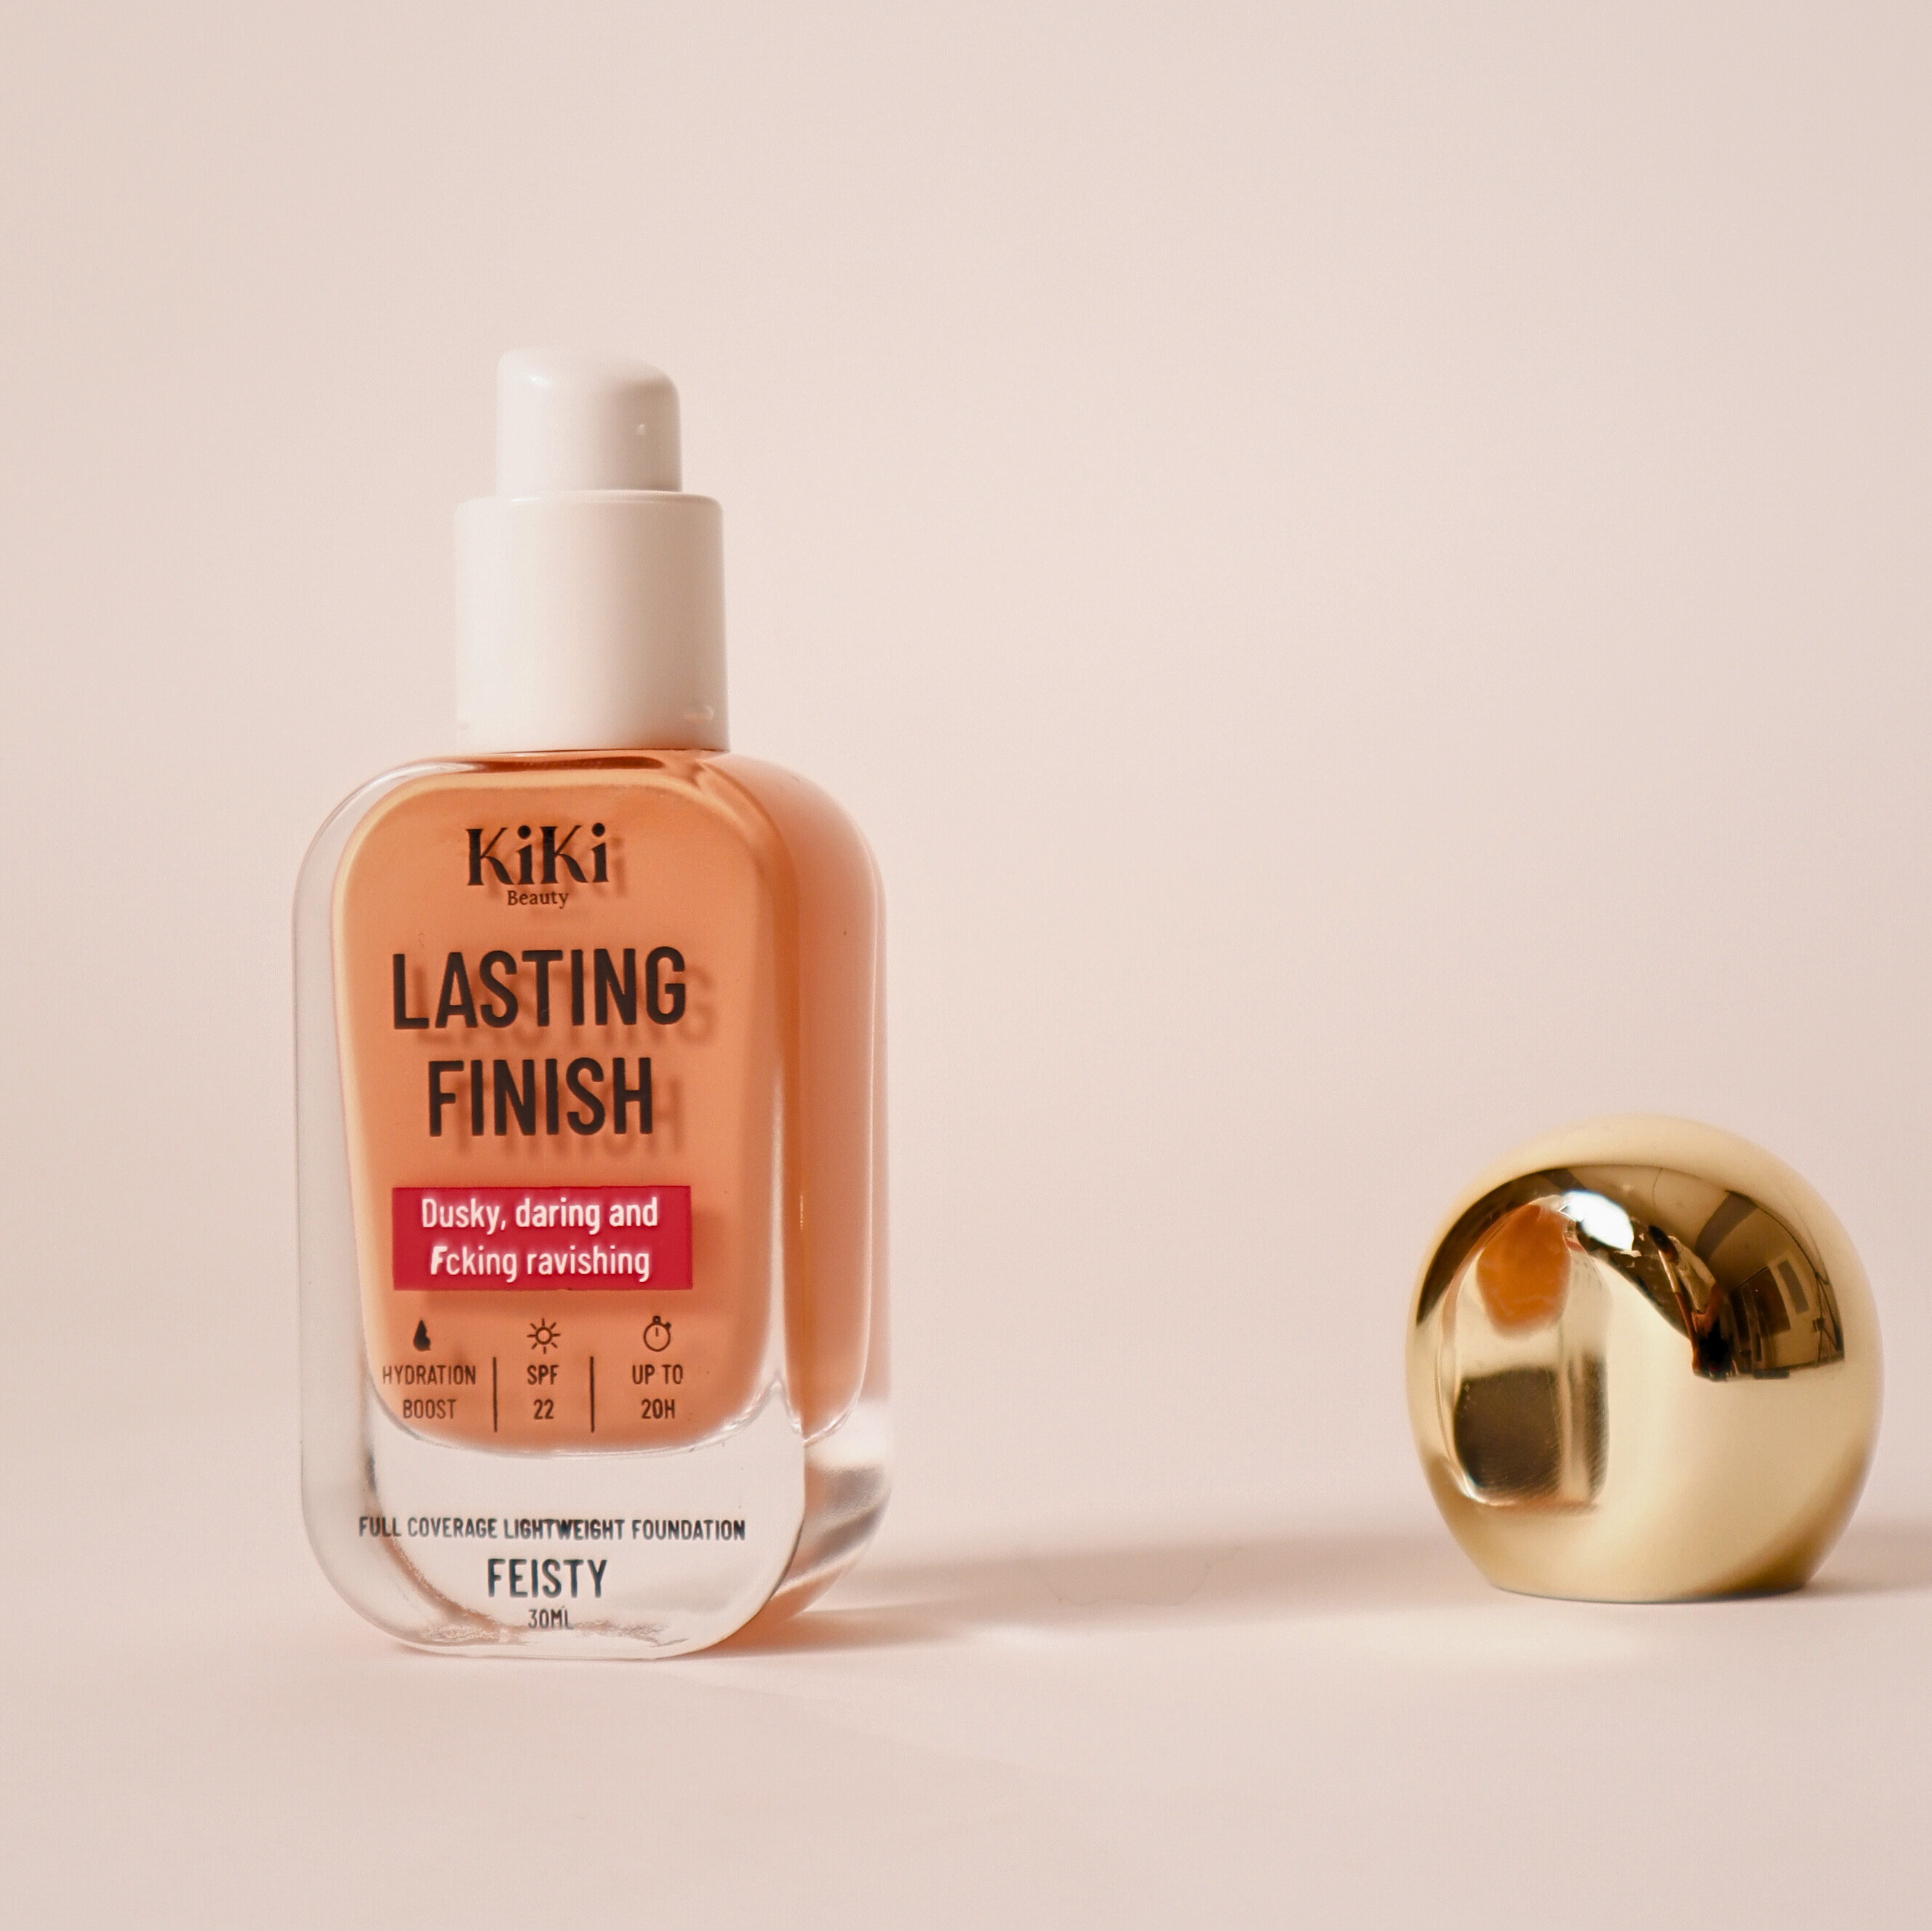 KiKi
Beauty
LASTING
FINISH
Dusky, daring and
Fcking ravishing
HYDRATION
BOOST
SPF
22
UP TO
20H
FULL COVERAGE LIGHTWEIGHT FOUNDATION
FEISTY
30ML